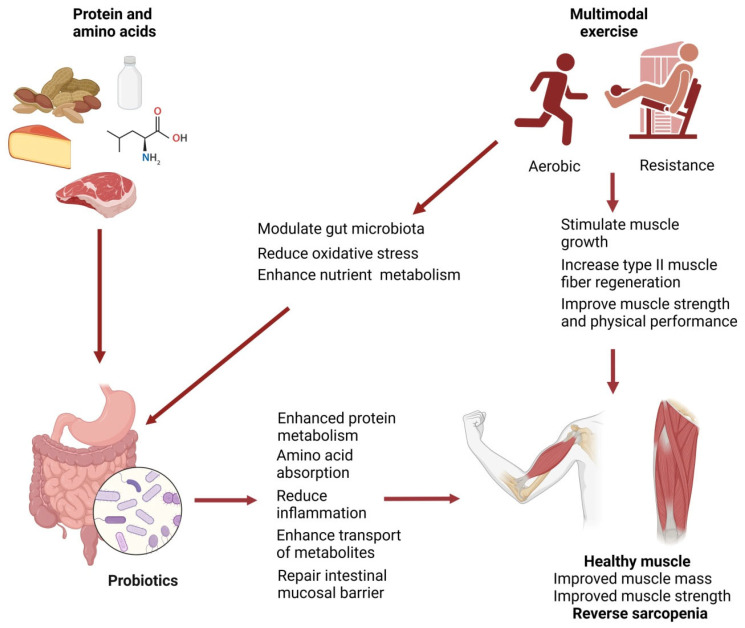 Protein and
amino acids
Multimodal
exercise
O
OH
NH2
Aerobic
Resistance
Modulate gut microbiota
Reduce oxidative stress
Enhance nutrient metabolism
Stimulate muscle
growth
Increase type II muscle
fiber regeneration
Improve muscle strength
and physical performance
Probiotics
Enhanced protein
metabolism
Amino acid
absorption
Reduce
inflammation
Enhance transport
of metabolites
Repair intestinal
mucosal barrier
Healthy muscle
Improved muscle mass
Improved muscle strength
Reverse sarcopenia